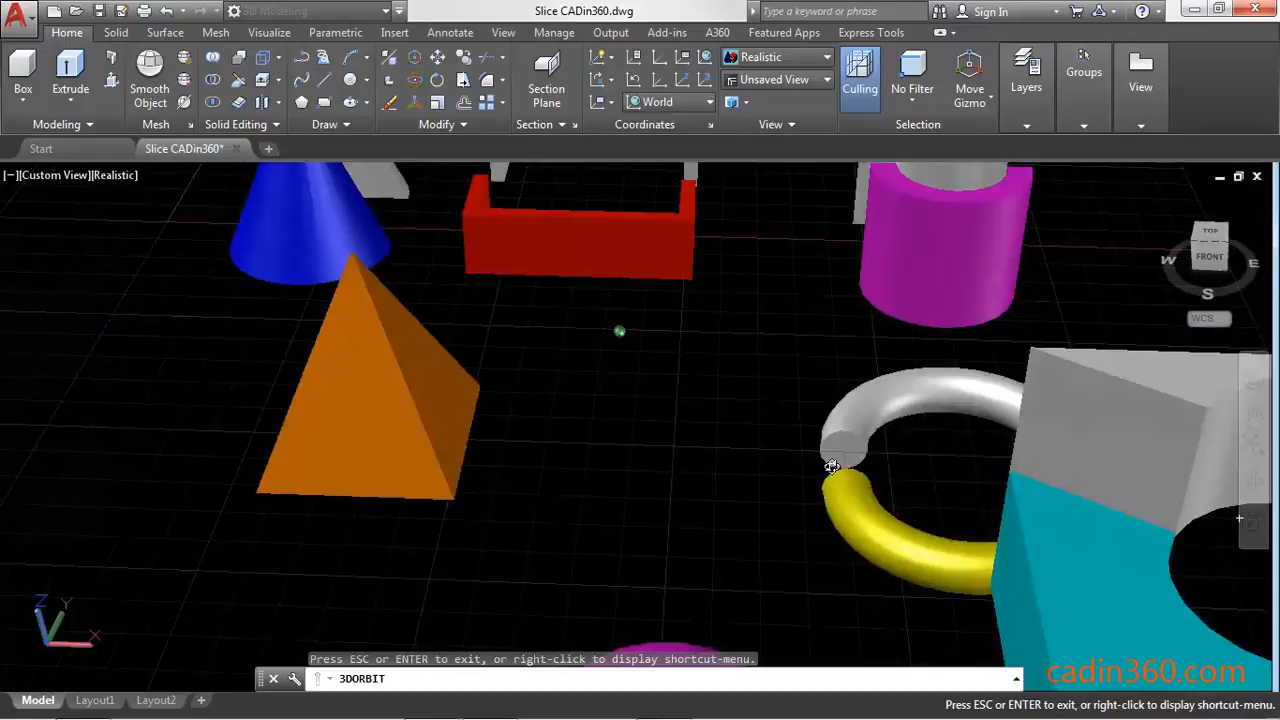 3D Modeling
Slice CADin360.dwg
Type a keyword or phrase
Sign In
Home Solid Surface Mesh Visualize Parametric Insert Annotate View Manage Output Add-ins A360 Featured Apps Express Tools
Box
Extrude
Smooth
Object
Section
Plane
Realistic
Unsaved View
World
Culling
No Filter
Move
Gizmo
Layers
Groups
View
Modeling
Mesh
Solid Editing
Draw
Modify
Section
Coordinates
View
Selection
Start
Slice CADin360*
[−][Custom View][Realistic]
TOP
FRONT
W
E
S
WCS
Z
Y
X
Press ESC or ENTER to exit, or right-click to display shortcut-menu.
3DORBIT
cadin360.com
Model Layout1 Layout2
Press ESC or ENTER to exit, or right-click to display shortcut-menu.